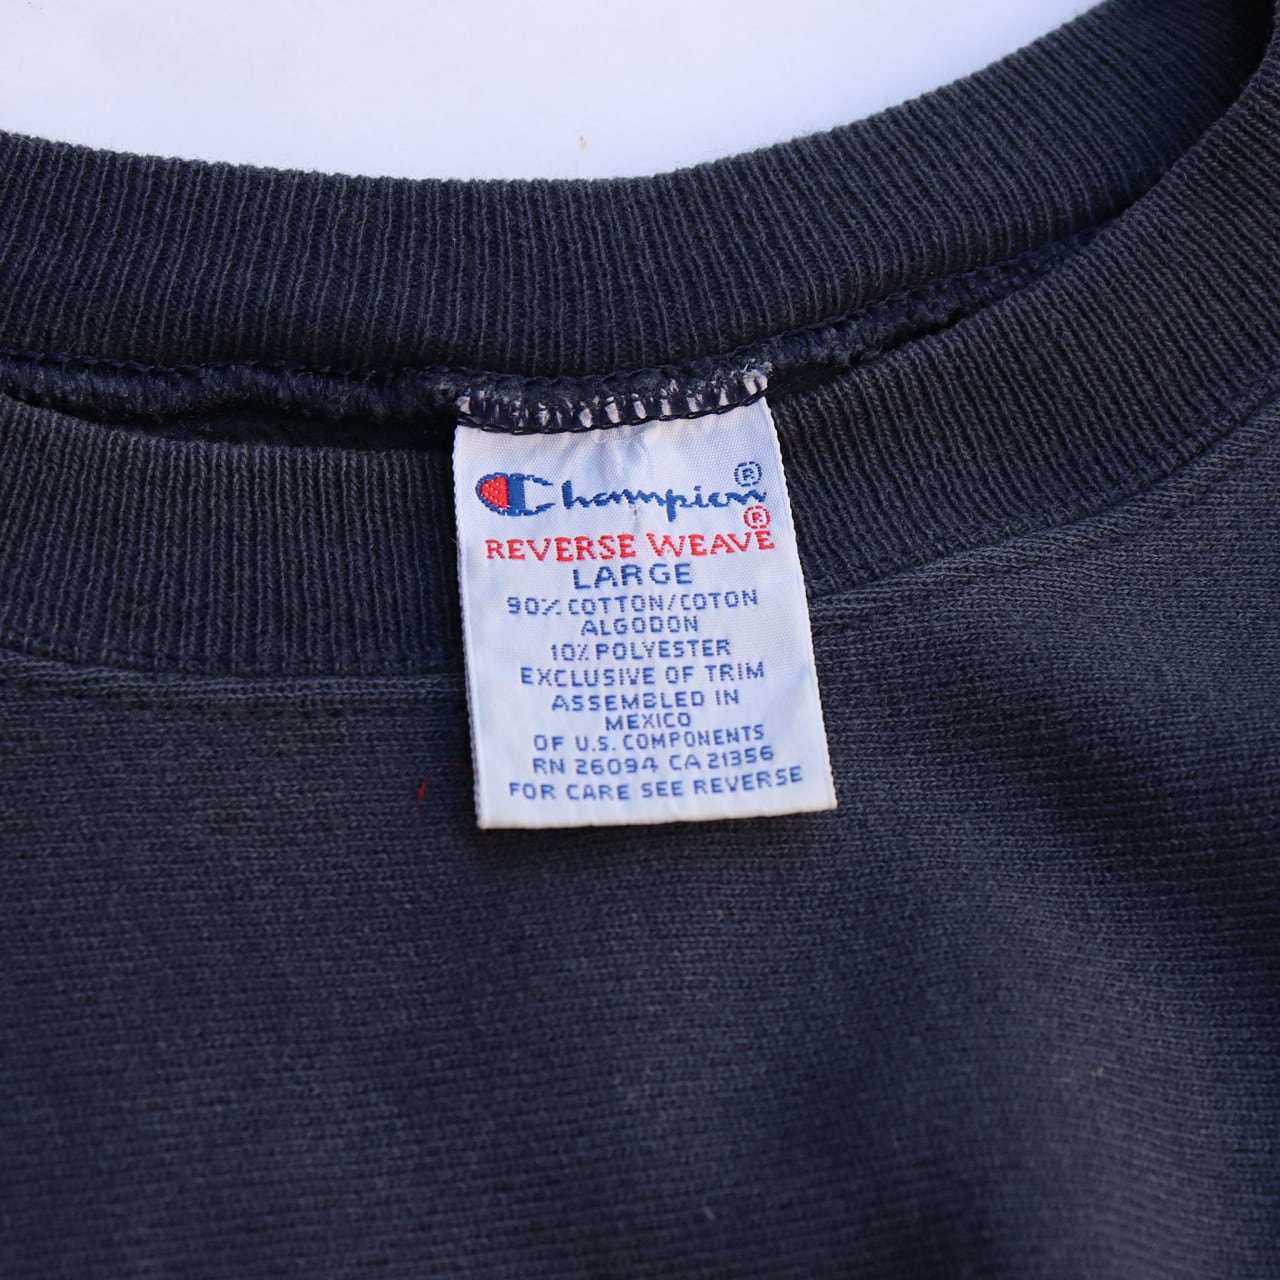 Champion®
REVERSE WEAVE®
LARGE
90% COTTON/COTON
ALGODON
10% POLYESTER
EXCLUSIVE OF TRIM
ASSEMBLED IN
MEXICO
OF U.S. COMPONENTS
RN 26094 CA 21356
FOR CARE SEE REVERSE